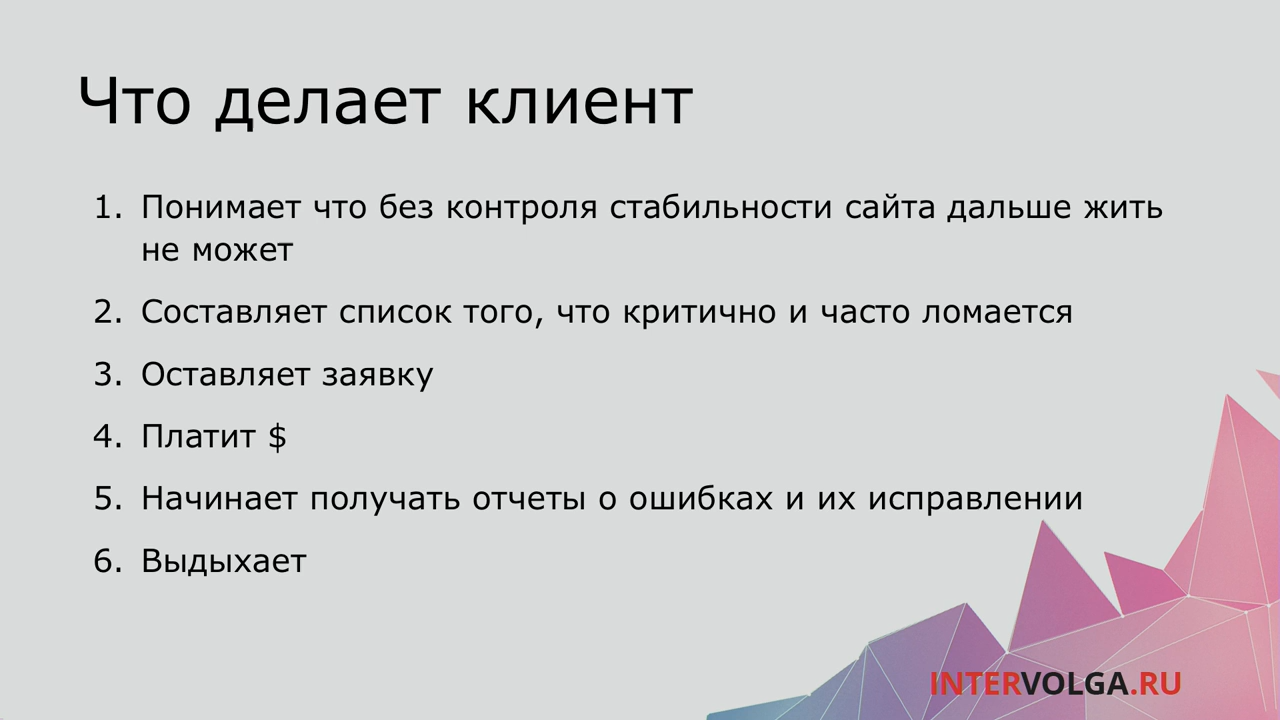 Что делает клиент
1. Понимает что без контроля стабильности сайта дальше жить
не может
2. Составляет список того, что критично и часто ломается
3. Оставляет заявку
4. Платит $
5. Начинает получать отчеты о ошибках и их исправлении
6. Выдыхает
INTERVOLGA.RU